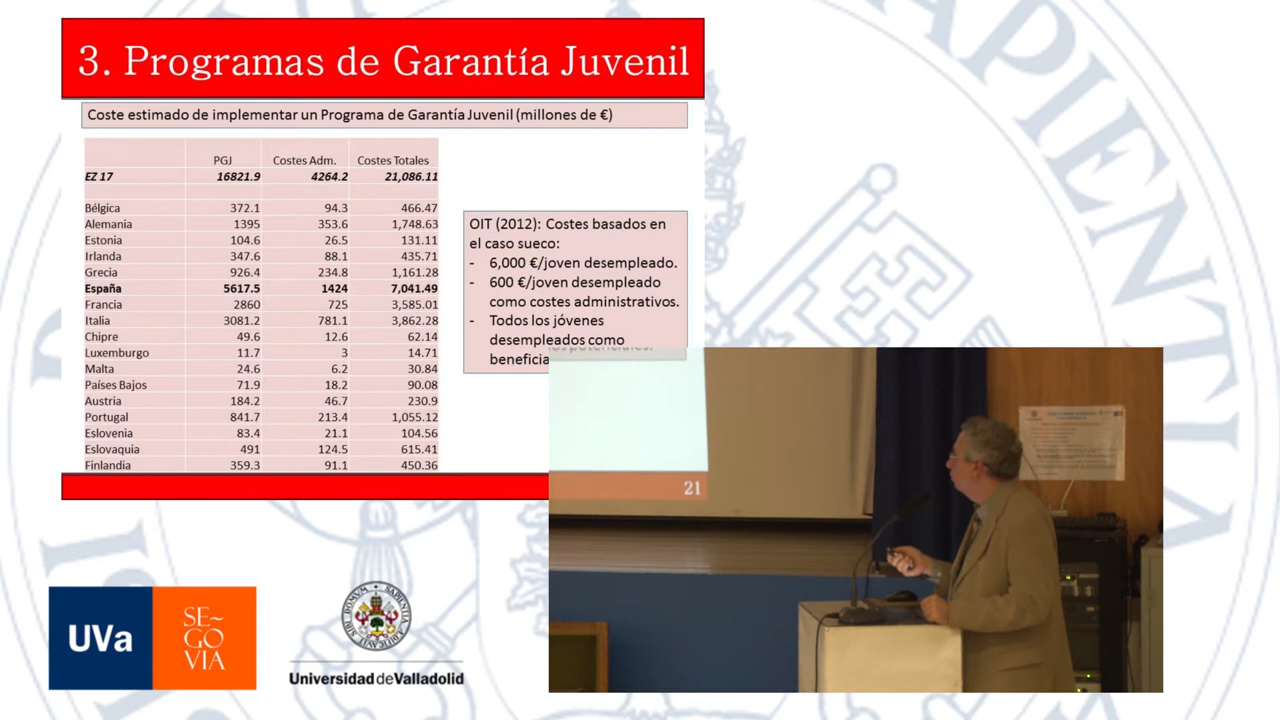 3. Programas de Garantía Juvenil
Coste estimado de implementar un Programa de Garantía Juvenil (millones de €)
PGJ Costes Adm. Costes Totales
EZ 17 16821.9 4264.2 21,086.11
Bélgica 372.1 94.3 466.47
Alemania 1395 353.6 1,748.63
Estonia 104.6 26.5 131.11
Irlanda 347.6 88.1 435.71
Grecia 926.4 234.8 1,161.28
España 5617.5 1424 7,041.49
Francia 2860 725 3,585.01
Italia 3081.2 781.1 3,862.28
Chipre 49.6 12.6 62.14
Luxemburgo 11.7 3 14.71
Malta 24.6 6.2 30.84
Países Bajos 71.9 18.2 90.08
Austria 184.2 46.7 230.9
Portugal 841.7 213.4 1,055.12
Eslovenia 83.4 21.1 104.56
Eslovaquia 491 124.5 615.41
Finlandia 359.3 91.1 450.36
OIT (2012): Costes basados en
el caso sueco:
- 6,000 €/joven desempleado.
- 600 €/joven desempleado
como costes administrativos.
- Todos los jóvenes
desempleados como
beneficia
21
UVa
SE~
GO
VIA
Universidad de Valladolid
SAPIENTIA